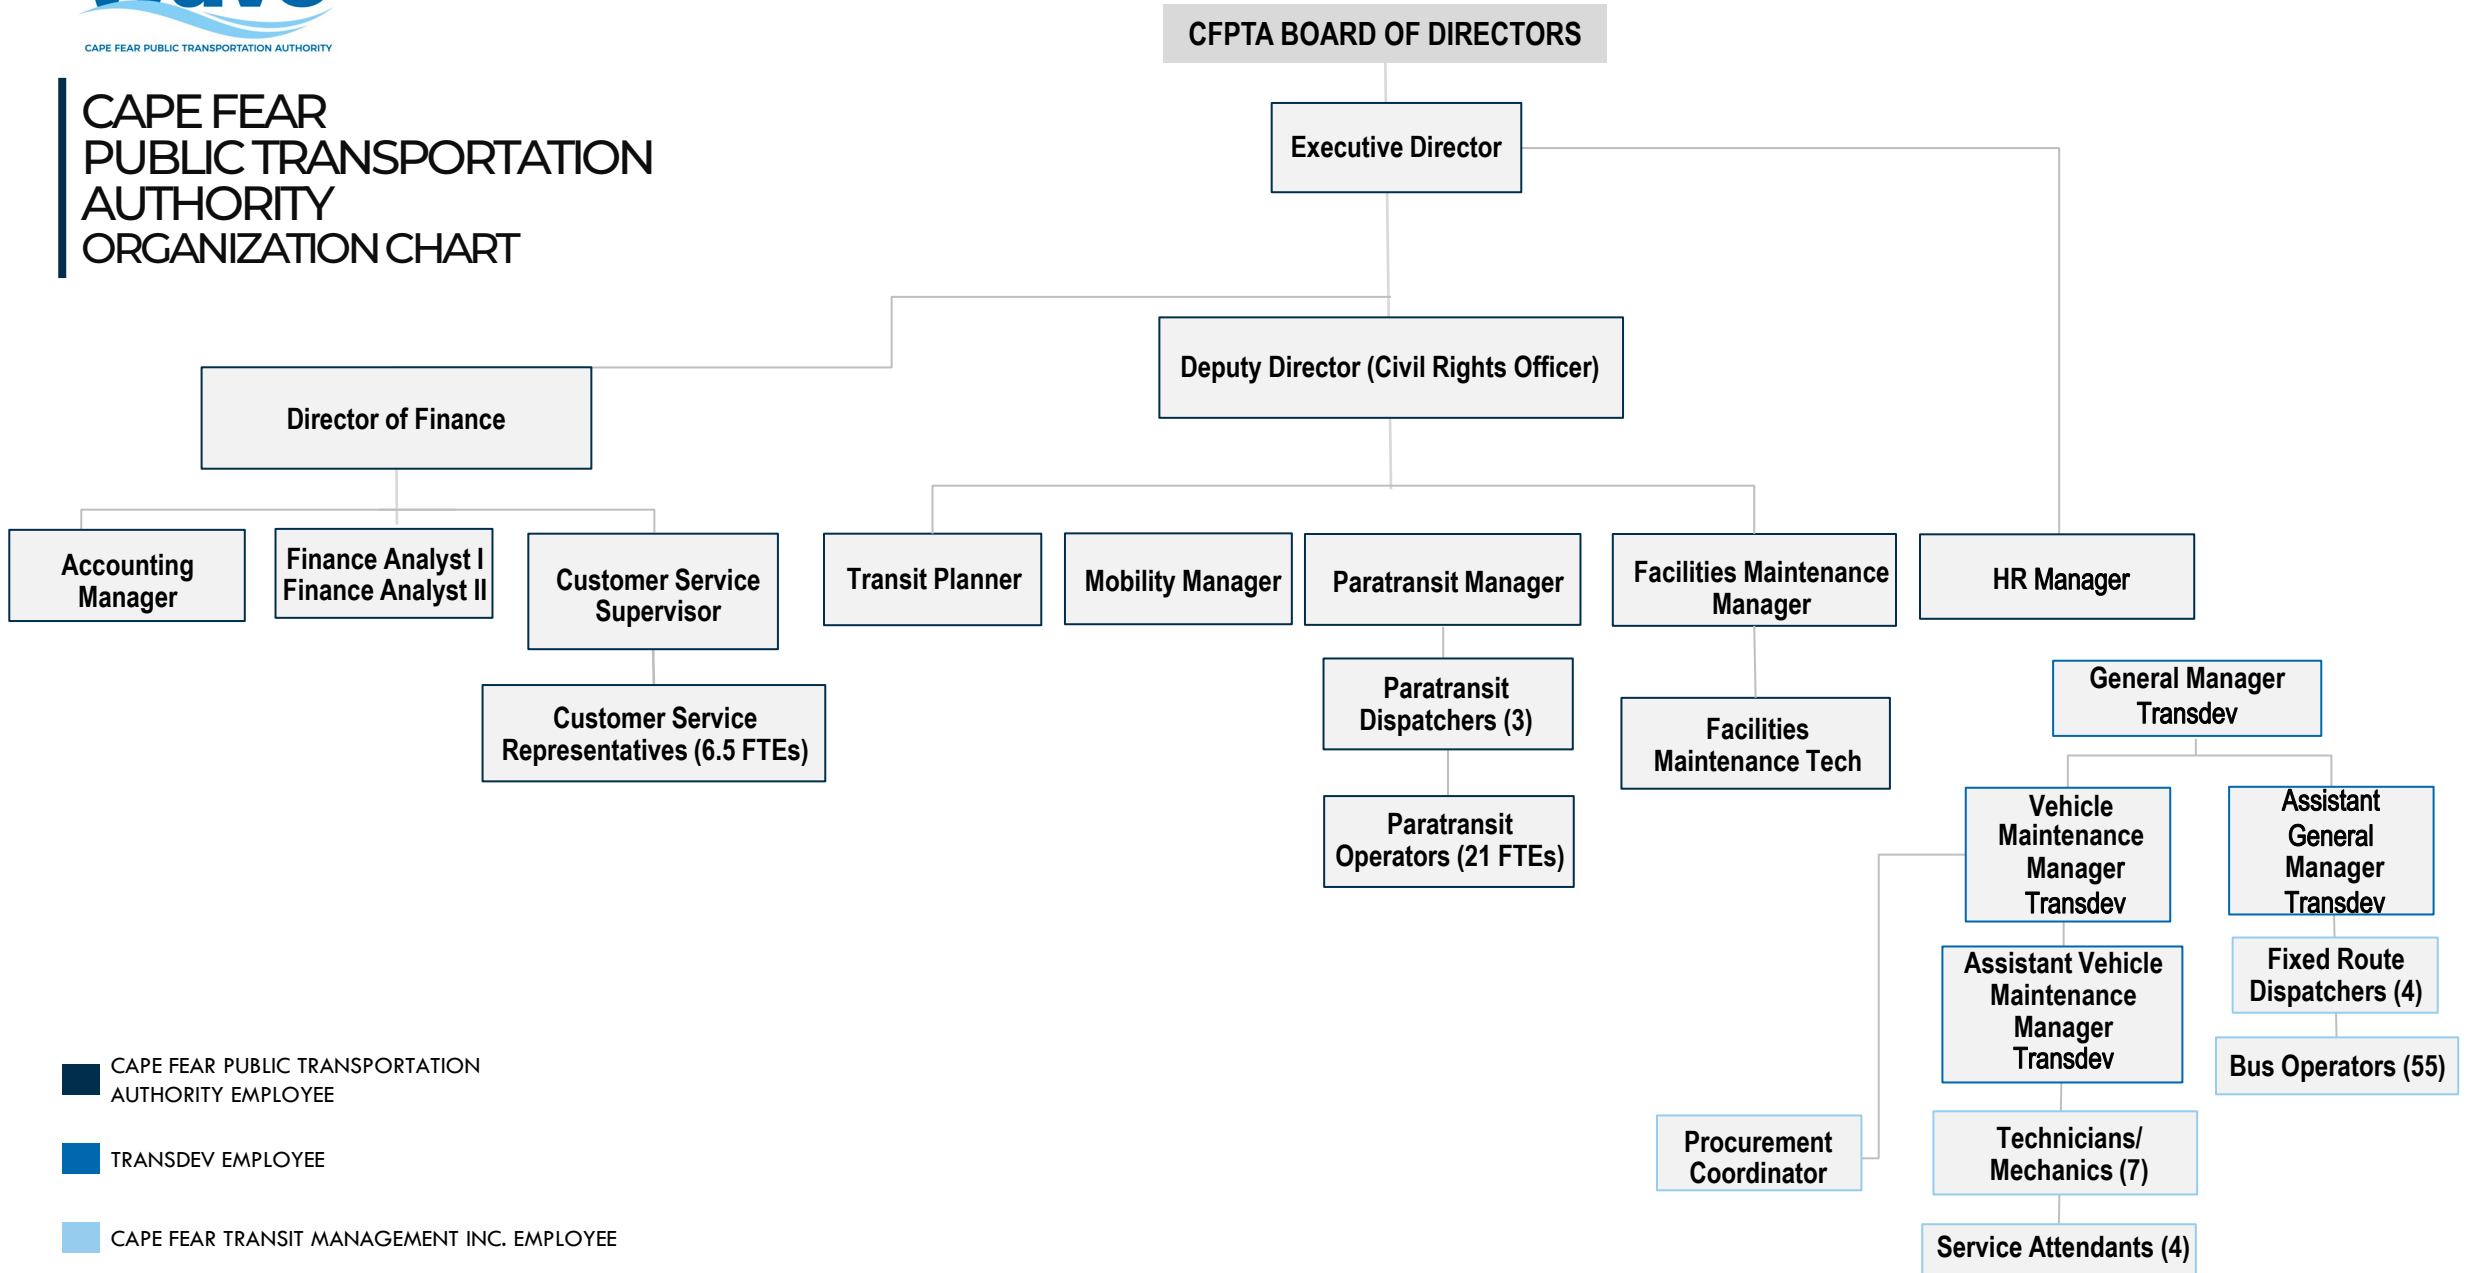 CAPE FEAR PUBLIC TRANSPORTATION AUTHORITY
CAPE FEAR
PUBLIC TRANSPORTATION
AUTHORITY
ORGANIZATION CHART
CFPTA BOARD OF DIRECTORS
Executive Director
Deputy Director (Civil Rights Officer)
Director of Finance
Accounting
Manager
Finance Analyst I
Finance Analyst II
Customer Service
Supervisor
Customer Service
Representatives (6.5 FTEs)
Transit Planner
Mobility Manager
Paratransit Manager
Paratransit
Dispatchers (3)
Paratransit
Operators (21 FTEs)
Facilities Maintenance
Manager
Facilities
Maintenance Tech
HR Manager
General Manager
Transdev
Vehicle
Maintenance
Manager
Transdev
Assistant
General
Manager
Transdev
Assistant Vehicle
Maintenance
Manager
Transdev
Fixed Route
Dispatchers (4)
Bus Operators (55)
Procurement
Coordinator
Technicians/
Mechanics (7)
Service Attendants (4)
CAPE FEAR PUBLIC TRANSPORTATION
AUTHORITY EMPLOYEE
TRANSDEV EMPLOYEE
CAPE FEAR TRANSIT MANAGEMENT INC. EMPLOYEE